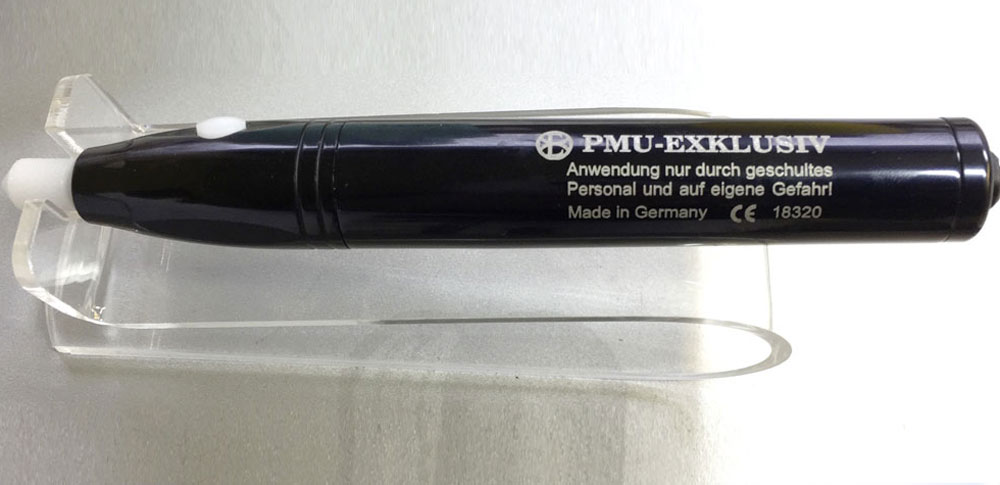 PMU-EXKLUSIV
Anwendung nur durch geschultes
Personal und auf eigene Gefahr!
Made in Germany CE 18320